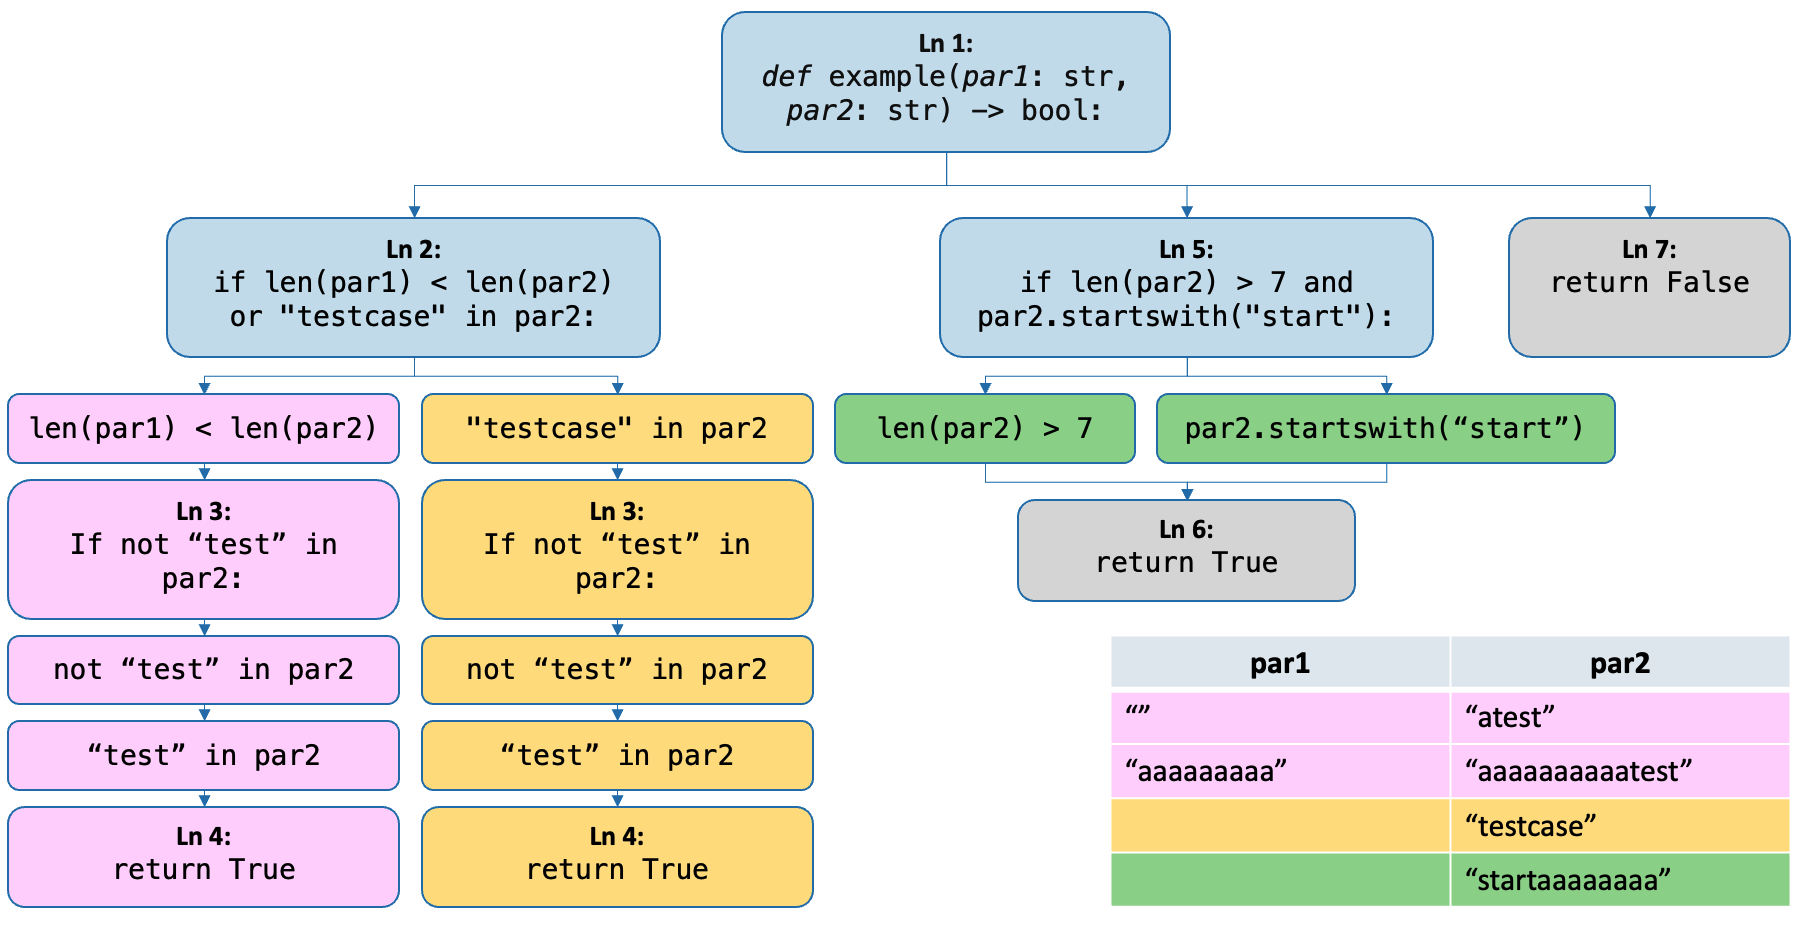 Ln 1:
def example(par1: str,
par2: str) -> bool:
Ln 2:
if len(par1) < len(par2)
or "testcase" in par2:
Ln 5:
if len(par2) > 7 and
par2.startswith("start"):
Ln 7:
return False
len(par1) < len(par2)
"testcase" in par2
len(par2) > 7
par2.startswith(“start”)
Ln 3:
If not “test” in
par2:
Ln 3:
If not “test” in
par2:
Ln 6:
return True
not “test” in par2
not “test” in par2
“test” in par2
“test” in par2
Ln 4:
return True
Ln 4:
return True
par1 par2
“” “atest”
“aaaaaaaaa” “aaaaaaaaaatest”
“testcase”
“startaaaaaaaa”